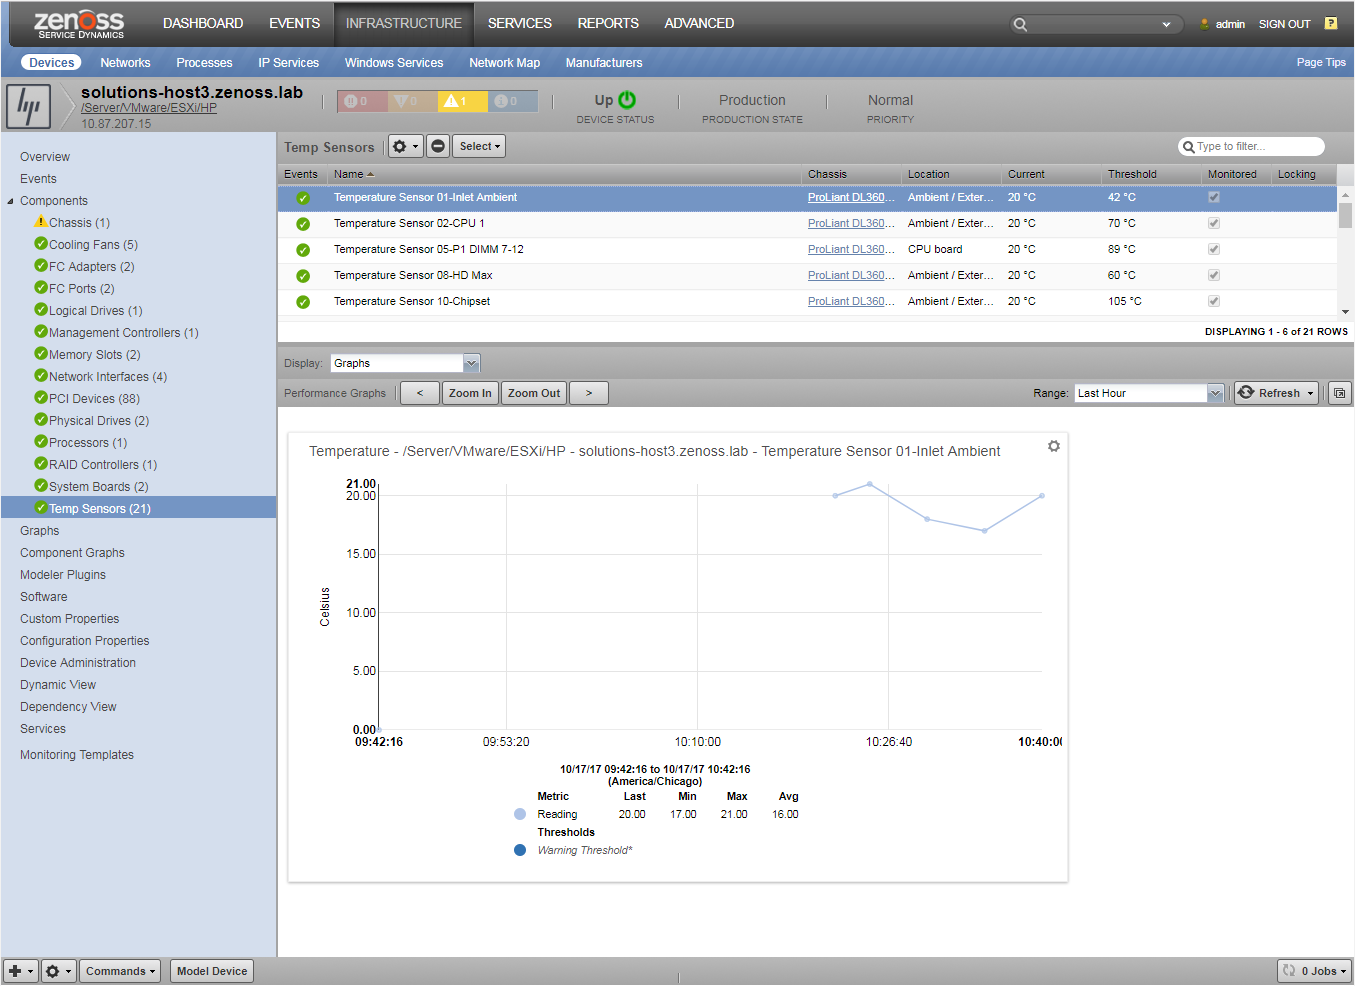 zenoss
SERVICE DYNAMICS
DASHBOARD EVENTS INFRASTRUCTURE SERVICES REPORTS ADVANCED
admin SIGN OUT ?
Devices Networks Processes IP Services Windows Services Network Map Manufacturers Page Tips
hp
solutions-host3.zenoss.lab
/Server/VMware/ESXi/HP
10.87.207.15
0 0 1 0
Up
DEVICE STATUS
Production
PRODUCTION STATE
Normal
PRIORITY
Overview
Events
Components
Chassis (1)
Cooling Fans (5)
FC Adapters (2)
FC Ports (2)
Logical Drives (1)
Management Controllers (1)
Memory Slots (2)
Network Interfaces (4)
PCI Devices (88)
Physical Drives (2)
Processors (1)
RAID Controllers (1)
System Boards (2)
Temp Sensors (21)
Graphs
Component Graphs
Modeler Plugins
Software
Custom Properties
Configuration Properties
Device Administration
Dynamic View
Dependency View
Services
Monitoring Templates
Temp Sensors Select Type to filter...
Events Name Chassis Location Current Threshold Monitored Locking
Temperature Sensor 01-Inlet Ambient ProLiant DL360... Ambient / Exter... 20 °C 42 °C
Temperature Sensor 02-CPU 1 ProLiant DL360... Ambient / Exter... 20 °C 70 °C
Temperature Sensor 05-P1 DIMM 7-12 ProLiant DL360... CPU board 20 °C 89 °C
Temperature Sensor 08-HD Max ProLiant DL360... Ambient / Exter... 20 °C 60 °C
Temperature Sensor 10-Chipset ProLiant DL360... Ambient / Exter... 20 °C 105 °C
DISPLAYING 1 - 6 of 21 ROWS
Display: Graphs
Performance Graphs < Zoom In Zoom Out > Range: Last Hour Refresh
Temperature - /Server/VMware/ESXi/HP - solutions-host3.zenoss.lab - Temperature Sensor 01-Inlet Ambient
21.00
20.00
15.00
10.00
5.00
0.00
Celsius
09:42:16 09:53:20 10:10:00 10:26:40 10:40:00
10/17/17 09:42:16 to 10/17/17 10:42:16
(America/Chicago)
Metric Last Min Max Avg
Reading 20.00 17.00 21.00 16.00
Thresholds
Warning Threshold*
Commands Model Device 0 Jobs